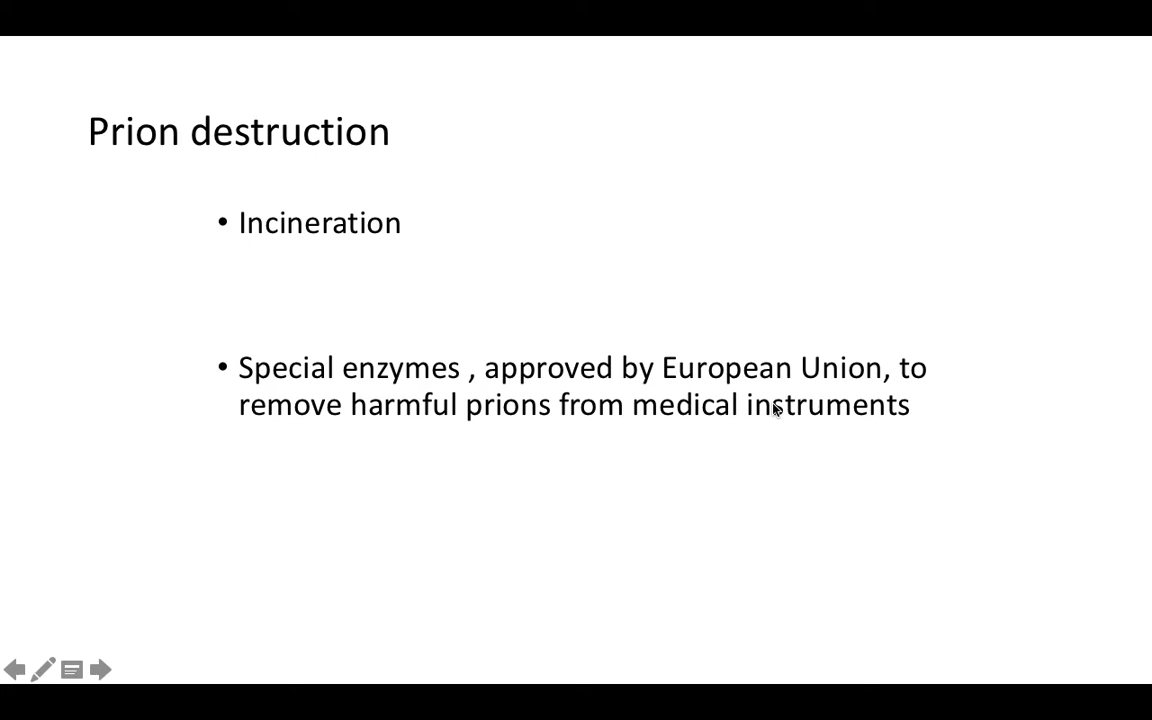 Prion destruction
• Incineration
• Special enzymes , approved by European Union, to
remove harmful prions from medical instruments